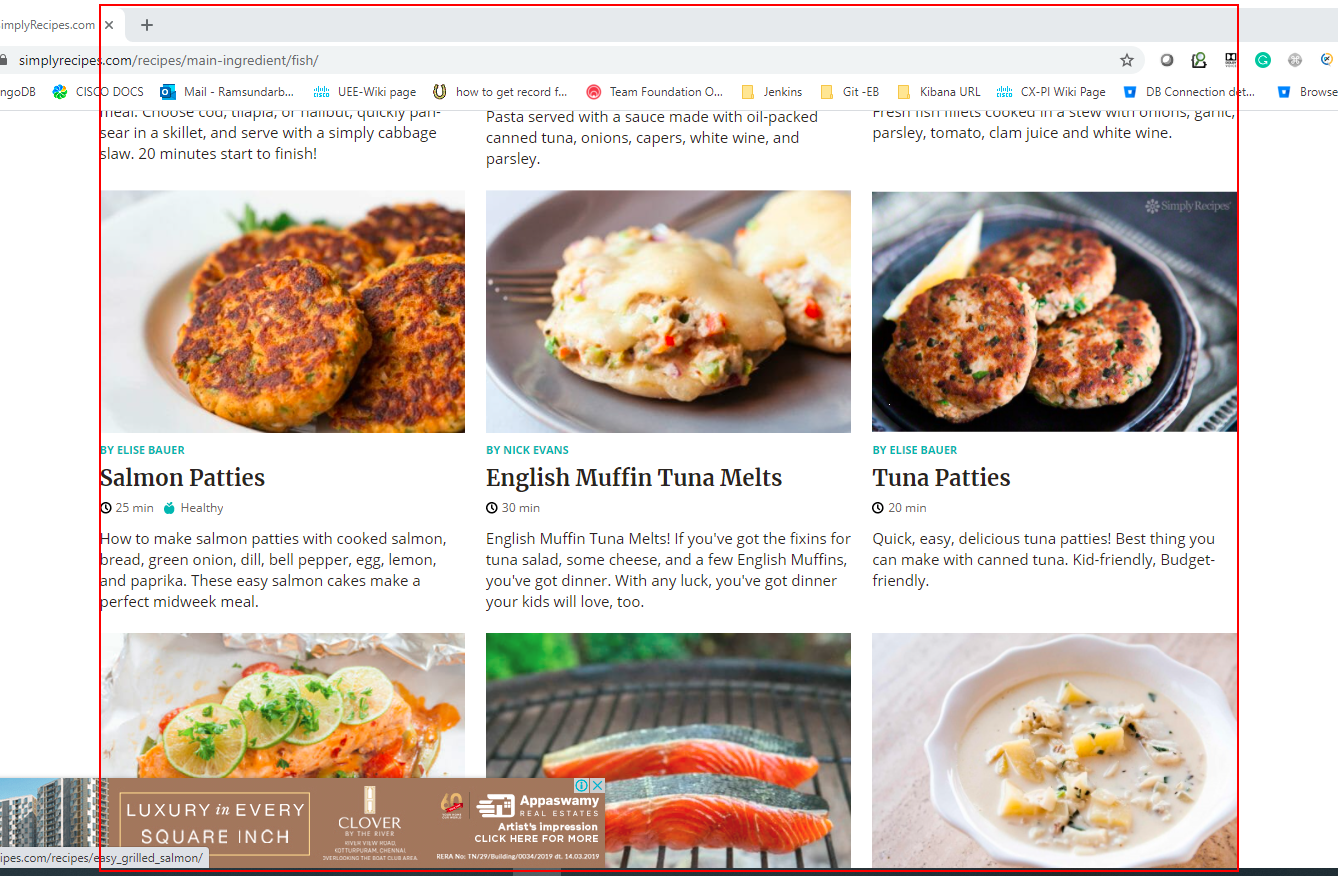 implyRecipes.com
simplyrecipes.com/recipes/main-ingredient/fish/
ngoDB CISCO DOCS Mail - Ramsundarb... UEE-Wiki page how to get record f... Team Foundation O... Jenkins Git -EB Kibana URL CX-PI Wiki Page DB Connection det... Browse
meal. Choose cod, tilapia, or halibut, quickly pan-
sear in a skillet, and serve with a simply cabbage
slaw. 20 minutes start to finish!
Pasta served with a sauce made with oil-packed
canned tuna, onions, capers, white wine, and
parsley.
Fresh fish fillets cooked in a stew with onions, garlic,
parsley, tomato, clam juice and white wine.
SimplyRecipes
BY ELISE BAUER
Salmon Patties
25 min Healthy
How to make salmon patties with cooked salmon,
bread, green onion, dill, bell pepper, egg, lemon,
and paprika. These easy salmon cakes make a
perfect midweek meal.
BY NICK EVANS
English Muffin Tuna Melts
30 min
English Muffin Tuna Melts! If you've got the fixins for
tuna salad, some cheese, and a few English Muffins,
you've got dinner. With any luck, you've got dinner
your kids will love, too.
BY ELISE BAUER
Tuna Patties
20 min
Quick, easy, delicious tuna patties! Best thing you
can make with canned tuna. Kid-friendly, Budget-
friendly.
LUXURY in EVERY
SQUARE INCH
CLOVER
BY THE RIVER
RIVER VIEW ROAD,
KOTTURPURAM, CHENNAI.
OVERLOOKING THE BOAT CLUB AREA.
60
Appaswamy
REAL ESTATES
Artist's impression
CLICK HERE FOR MORE
RERA No: TN/29/Building/0034/2019 dt. 14.03.2019
ipes.com/recipes/easy_grilled_salmon/